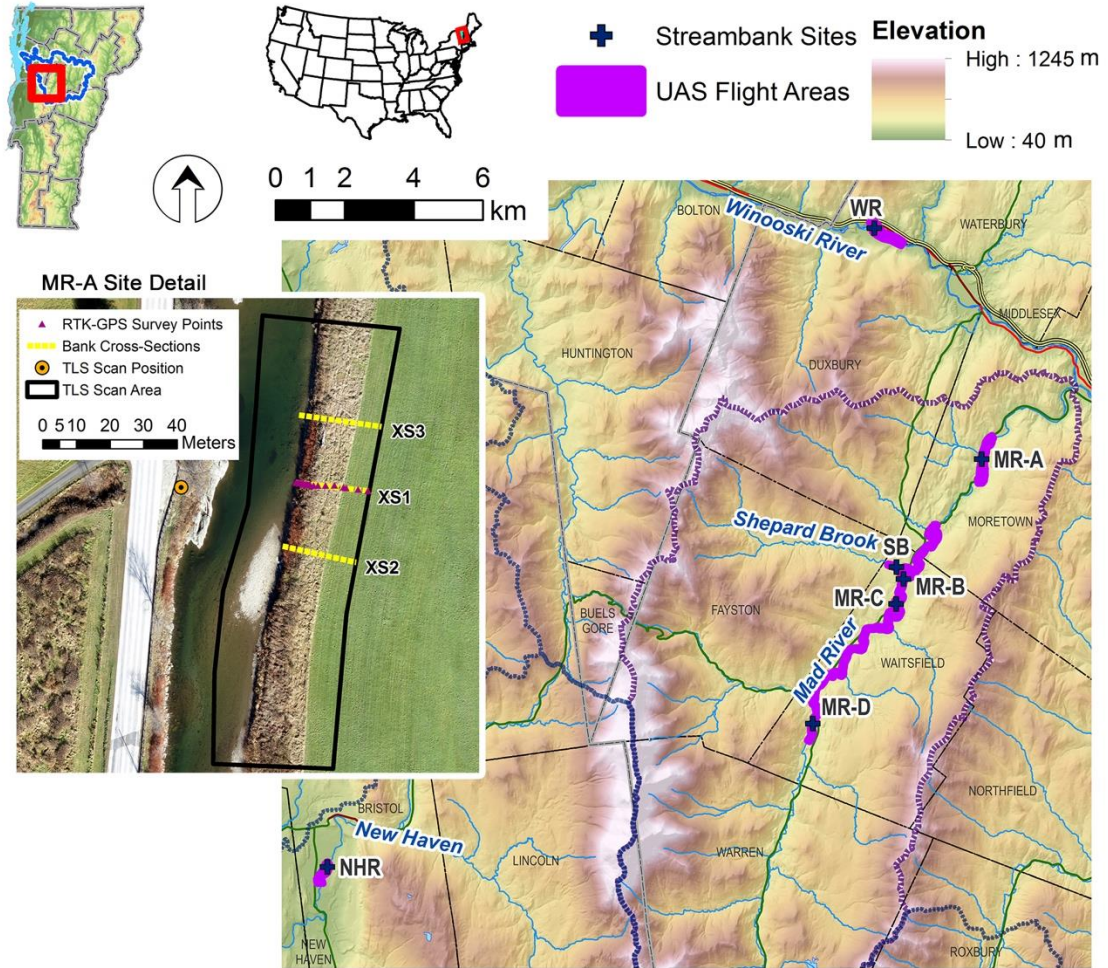 Streambank Sites
UAS Flight Areas
Elevation
High : 1245 m
Low : 40 m
0 1 2 4 6
km
MR-A Site Detail
RTK-GPS Survey Points
Bank Cross-Sections
TLS Scan Position
TLS Scan Area
0 5 10 20 30 40
Meters
XS3
XS1
XS2
BOLTON
WR
WATERBURY
Winooski River
MIDDLESEX
HUNTINGTON
DUXBURY
MR-A
MORETOWN
Shepard Brook
SB
MR-B
MR-C
BUELS
GORE
FAYSTON
Mad River
WAITSFIELD
MR-D
NORTHFIELD
BRISTOL
New Haven
LINCOLN
WARREN
NHR
NEW
HAVEN
ROXBURY